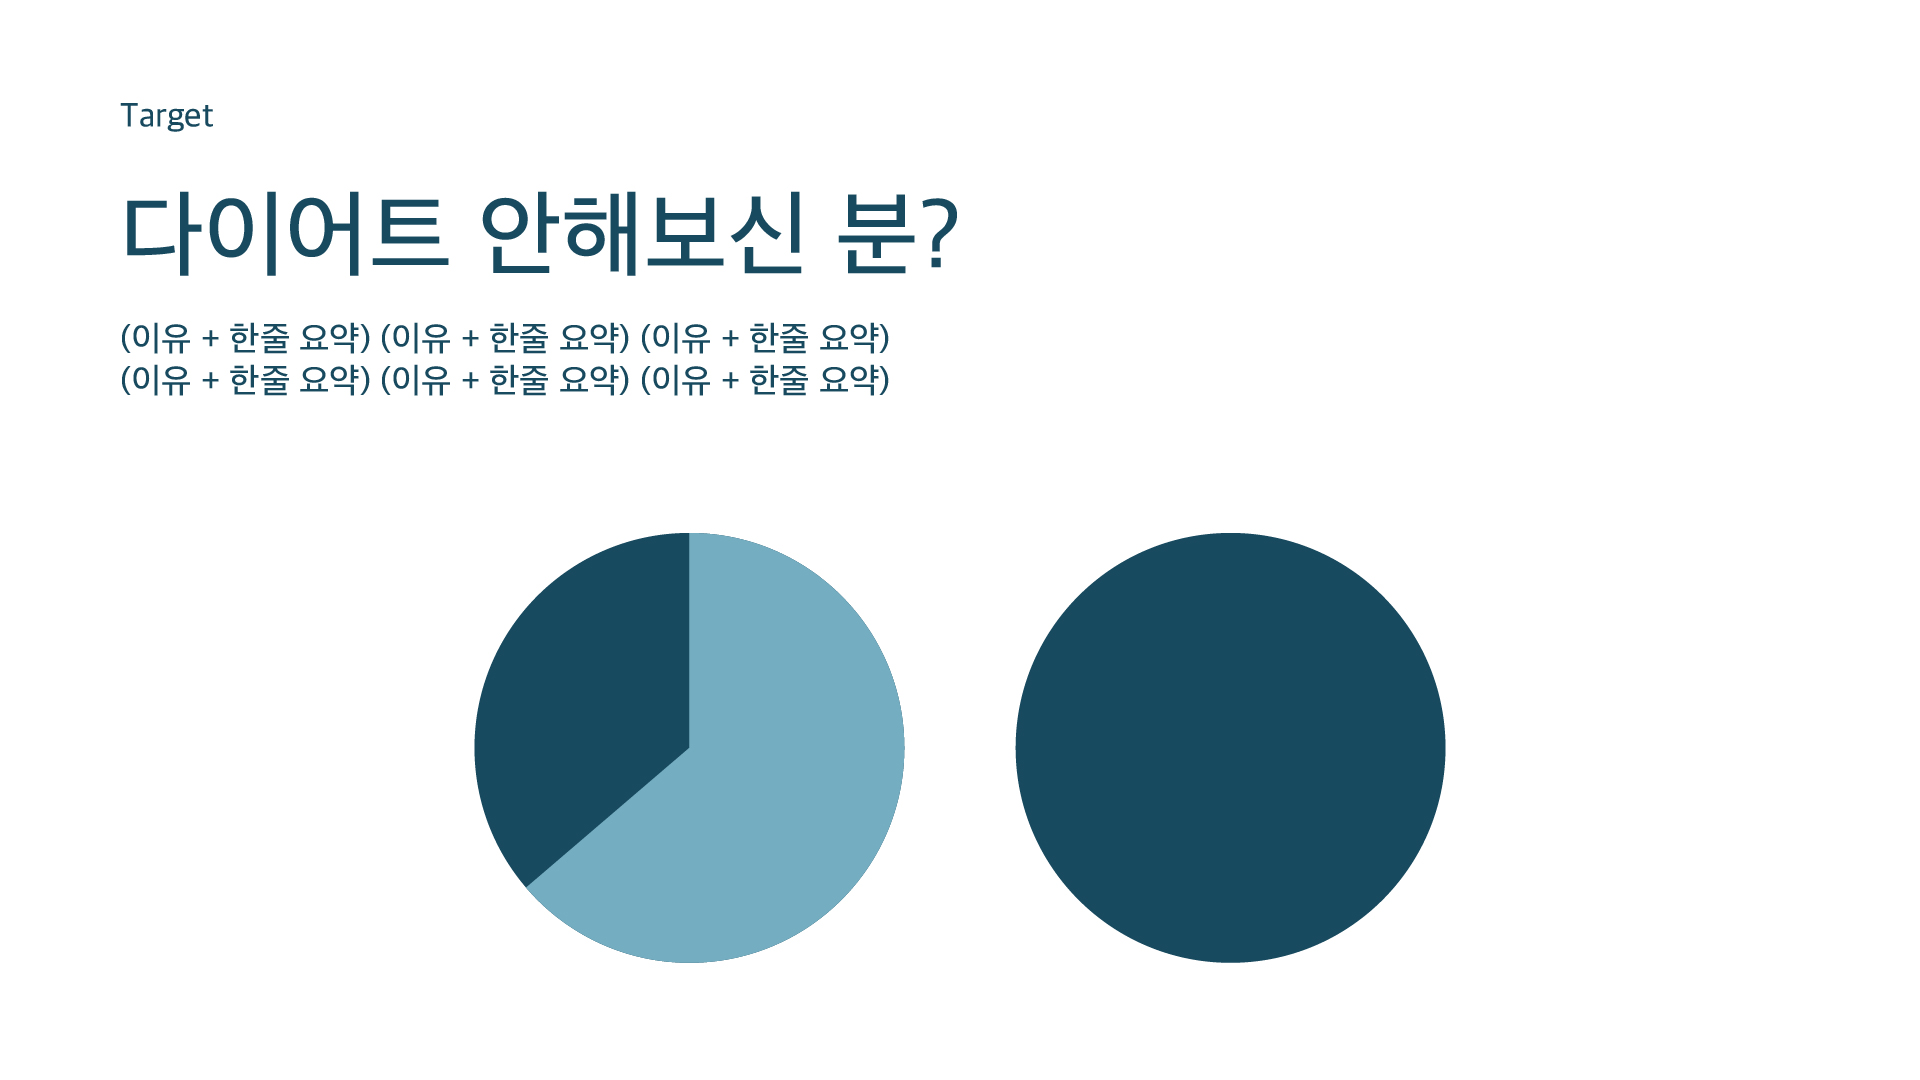 Target
다이어트 안해보신 분?
(이유 + 한줄 요약) (이유 + 한줄 요약) (이유 + 한줄 요약)
(이유 + 한줄 요약) (이유 + 한줄 요약) (이유 + 한줄 요약)